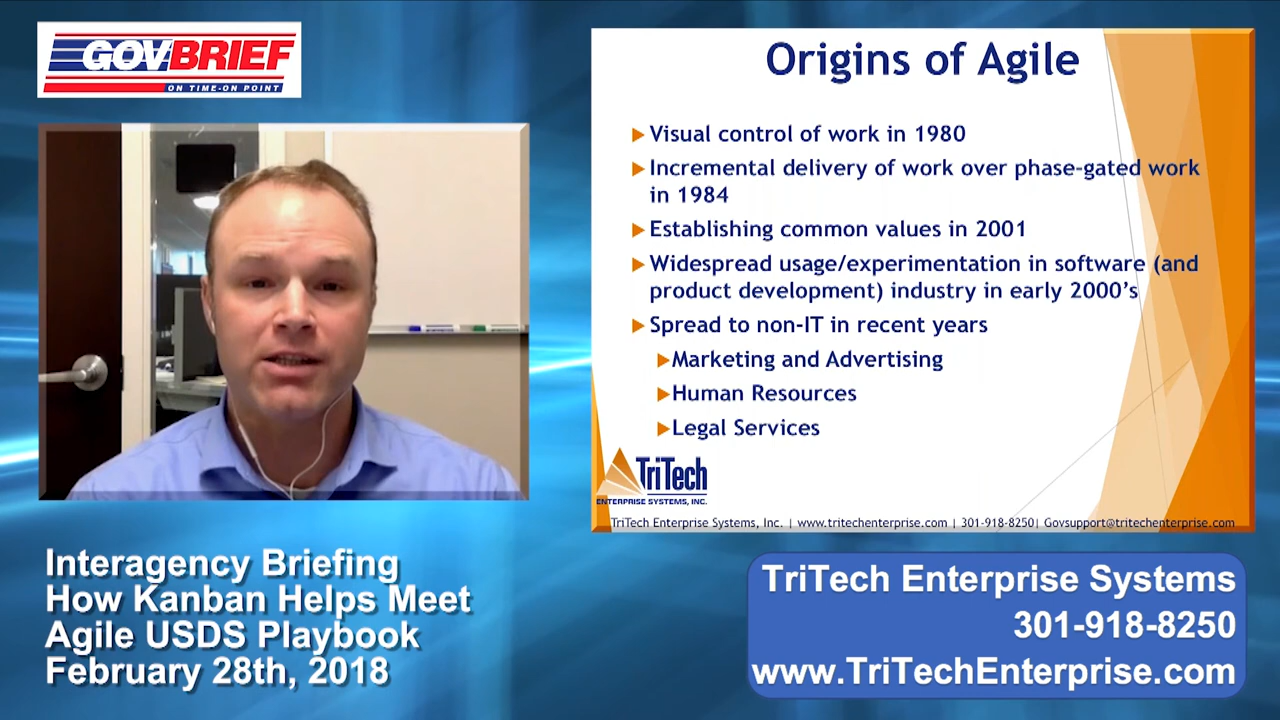 GOVBRIEF
ON TIME-ON POINT
Origins of Agile
Visual control of work in 1980
Incremental delivery of work over phase-gated work
in 1984
Establishing common values in 2001
Widespread usage/experimentation in software (and
product development) industry in early 2000's
Spread to non-IT in recent years
Marketing and Advertising
Human Resources
Legal Services
TriTech
ENTERPRISE SYSTEMS, INC.
TriTech Enterprise Systems, Inc. | www.tritechenterprise.com | 301-918-8250| Govsupport@tritechenterprise.com
Interagency Briefing
How Kanban Helps Meet
Agile USDS Playbook
February 28th, 2018
TriTech Enterprise Systems
301-918-8250
www.TriTechEnterprise.com